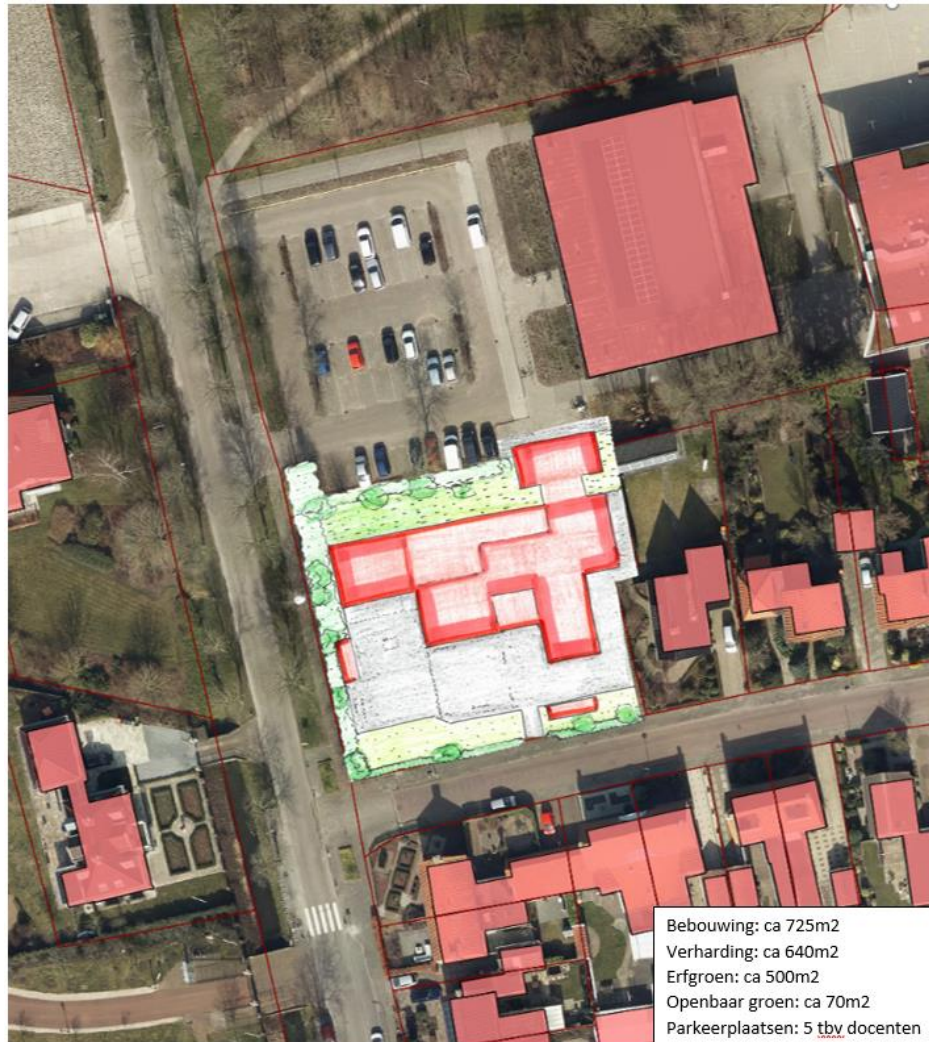 Bebouwing: ca 725m2
Verharding: ca 640m2
Erfgroen: ca 500m2
Openbaar groen: ca 70m2
Parkeerplaatsen: 5 tbv docenten